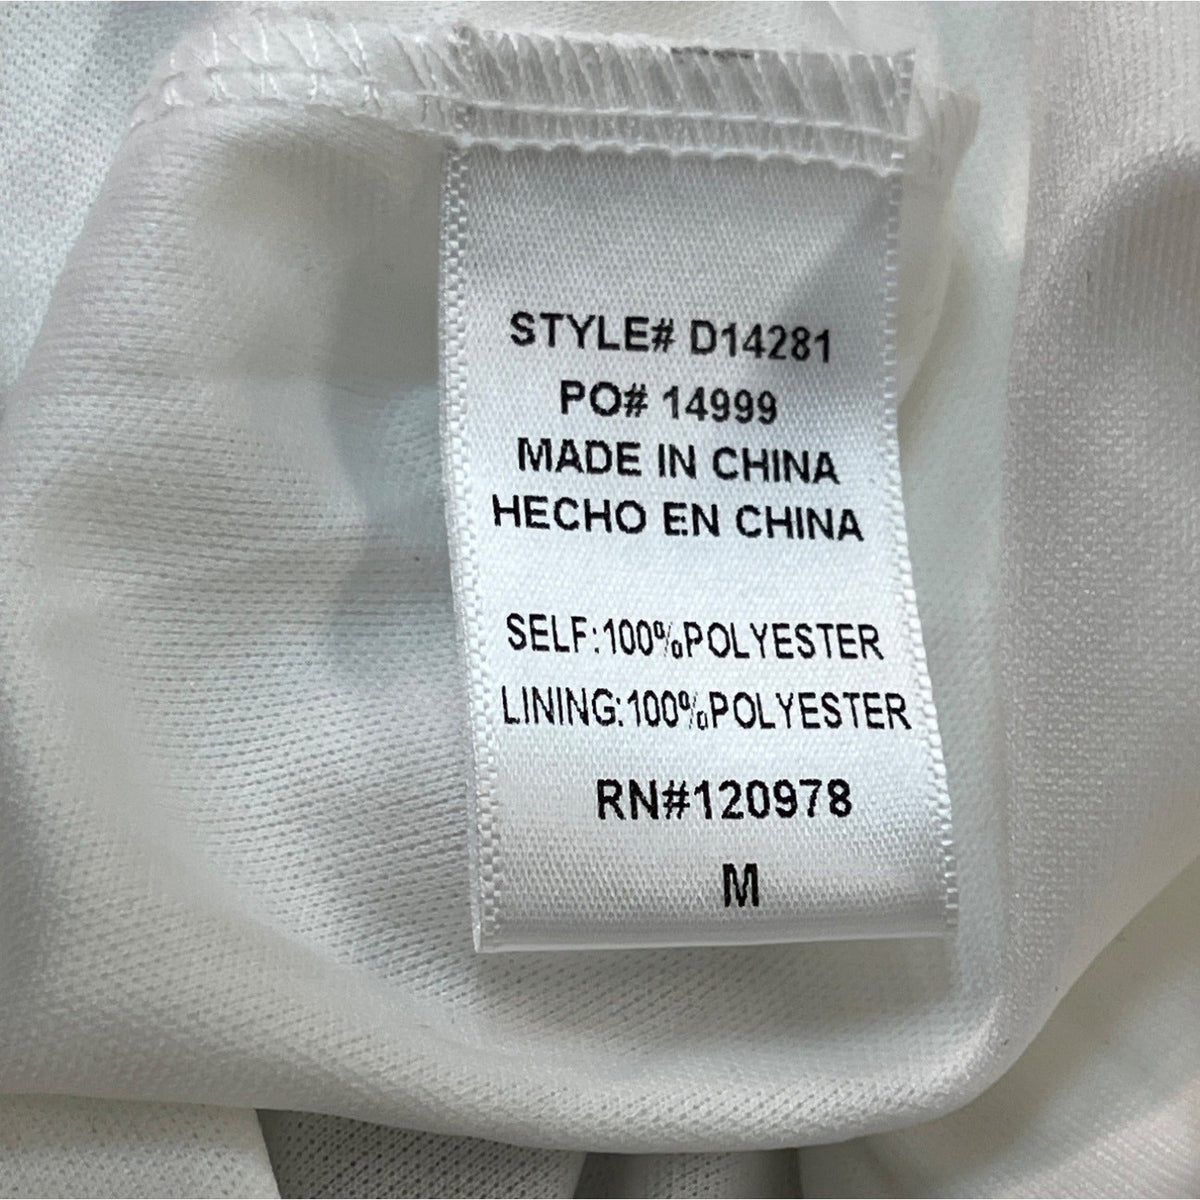 STYLE# D14281
PO# 14999
MADE IN CHINA
HECHO EN CHINA
SELF:100%POLYESTER
LINING:100%POLYESTER
RN#120978
M